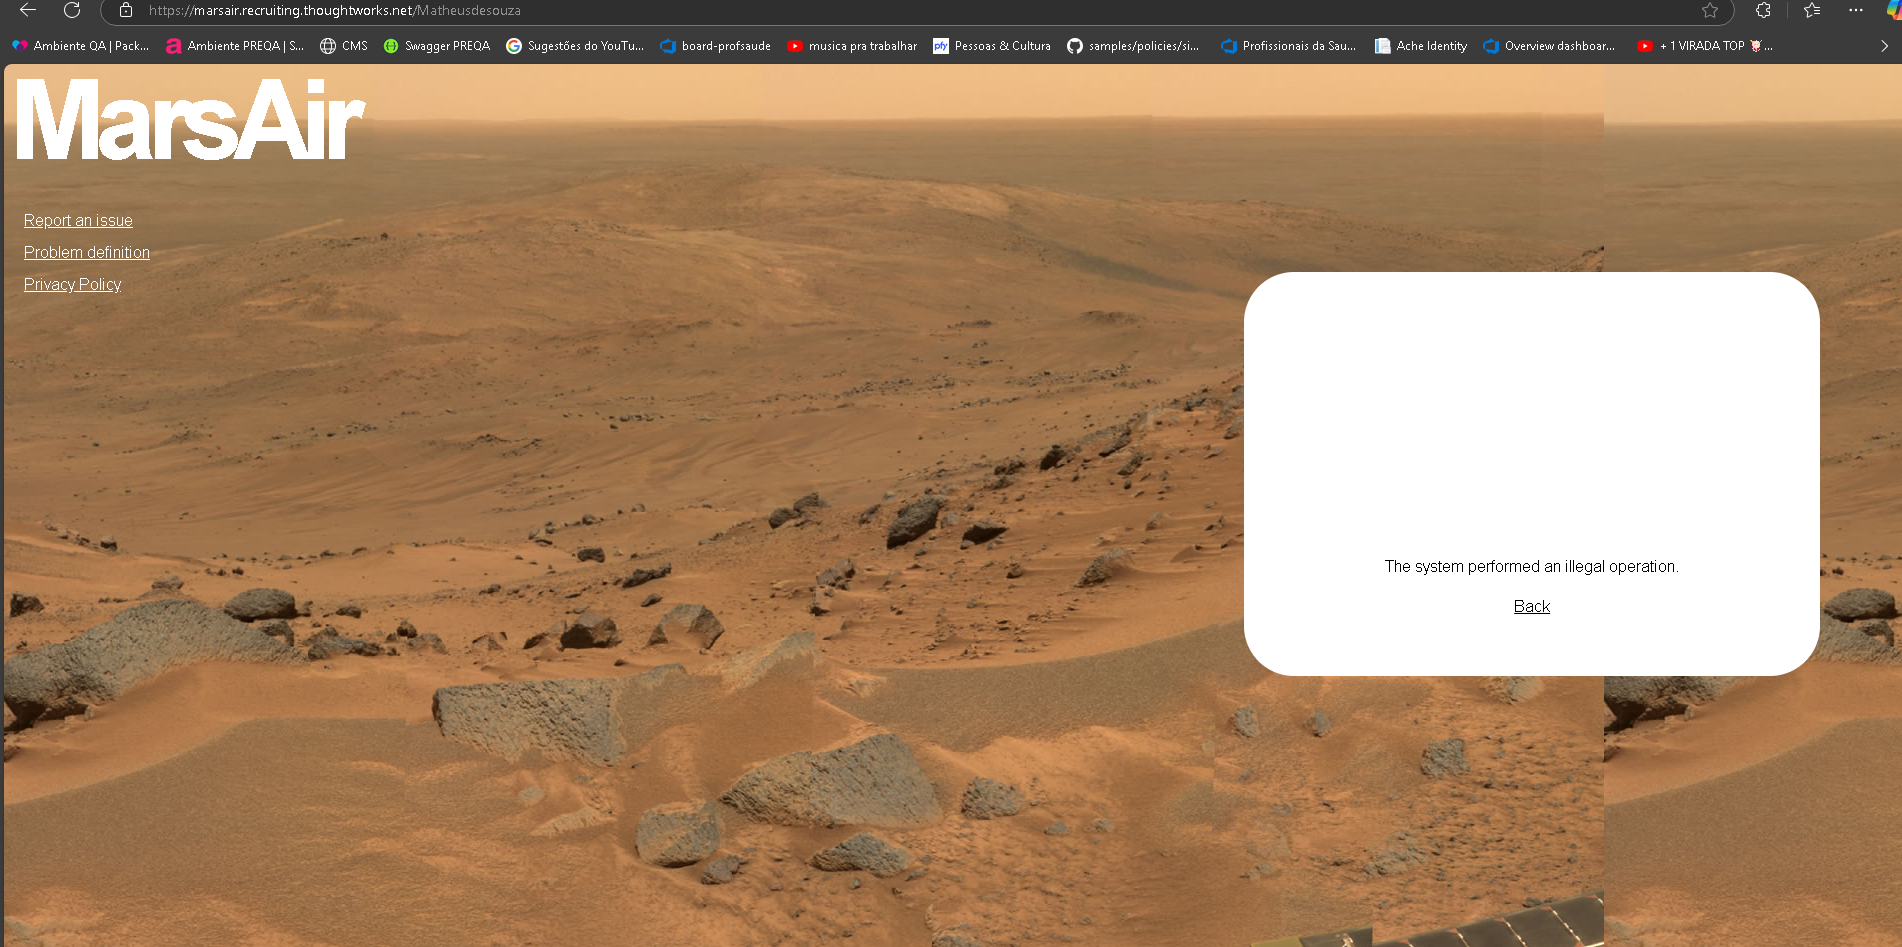 https://marsair.recruiting.thoughtworks.net/Matheusdesouza
Ambiente QA | Pack...
Ambiente PREQA | S...
CMS
Swagger PREQA
Sugestões do YouTu...
board-profsaude
musica pra trabalhar
pfy
Pessoas & Cultura
samples/policies/si...
Profissionais da Sau...
Ache Identity
Overview dashboar...
+ 1 VIRADA TOP 🐮...
MarsAir
Report an issue
Problem definition
Privacy Policy
The system performed an illegal operation.
Back